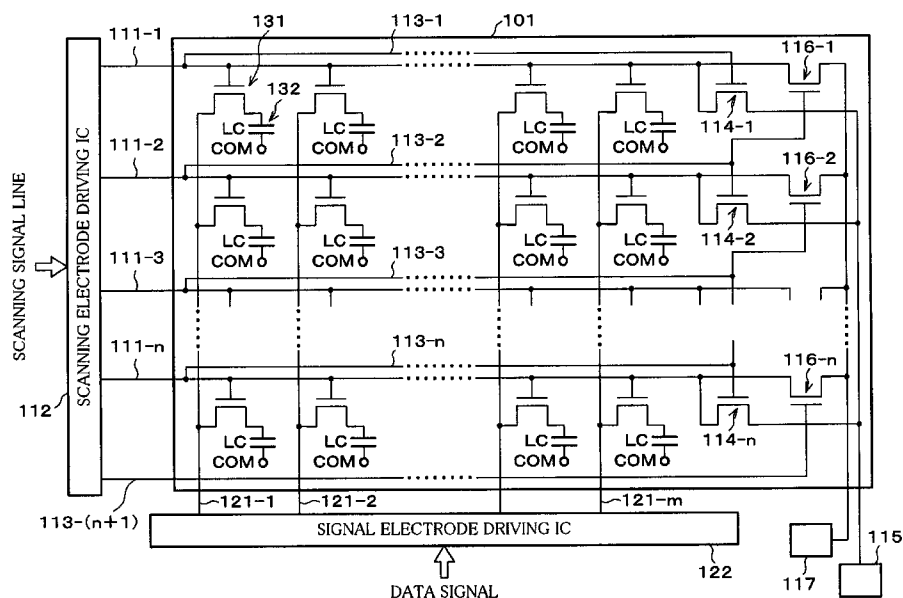 111-1
131
113-1
101
116-1
132
LC
COM
LC
COM
LC
COM
LC
COM
114-1
111-2
113-2
116-2
LC
COM
LC
COM
LC
COM
LC
COM
114-2
111-3
113-3
SCANNING SIGNAL LINE
SCANNING ELECTRODE DRIVING IC
111-n
113-n
116-n
112
LC
COM
LC
COM
LC
COM
LC
COM
114-n
113-(n+1)
121-1
121-2
121-m
SIGNAL ELECTRODE DRIVING IC
122
117
115
DATA SIGNAL